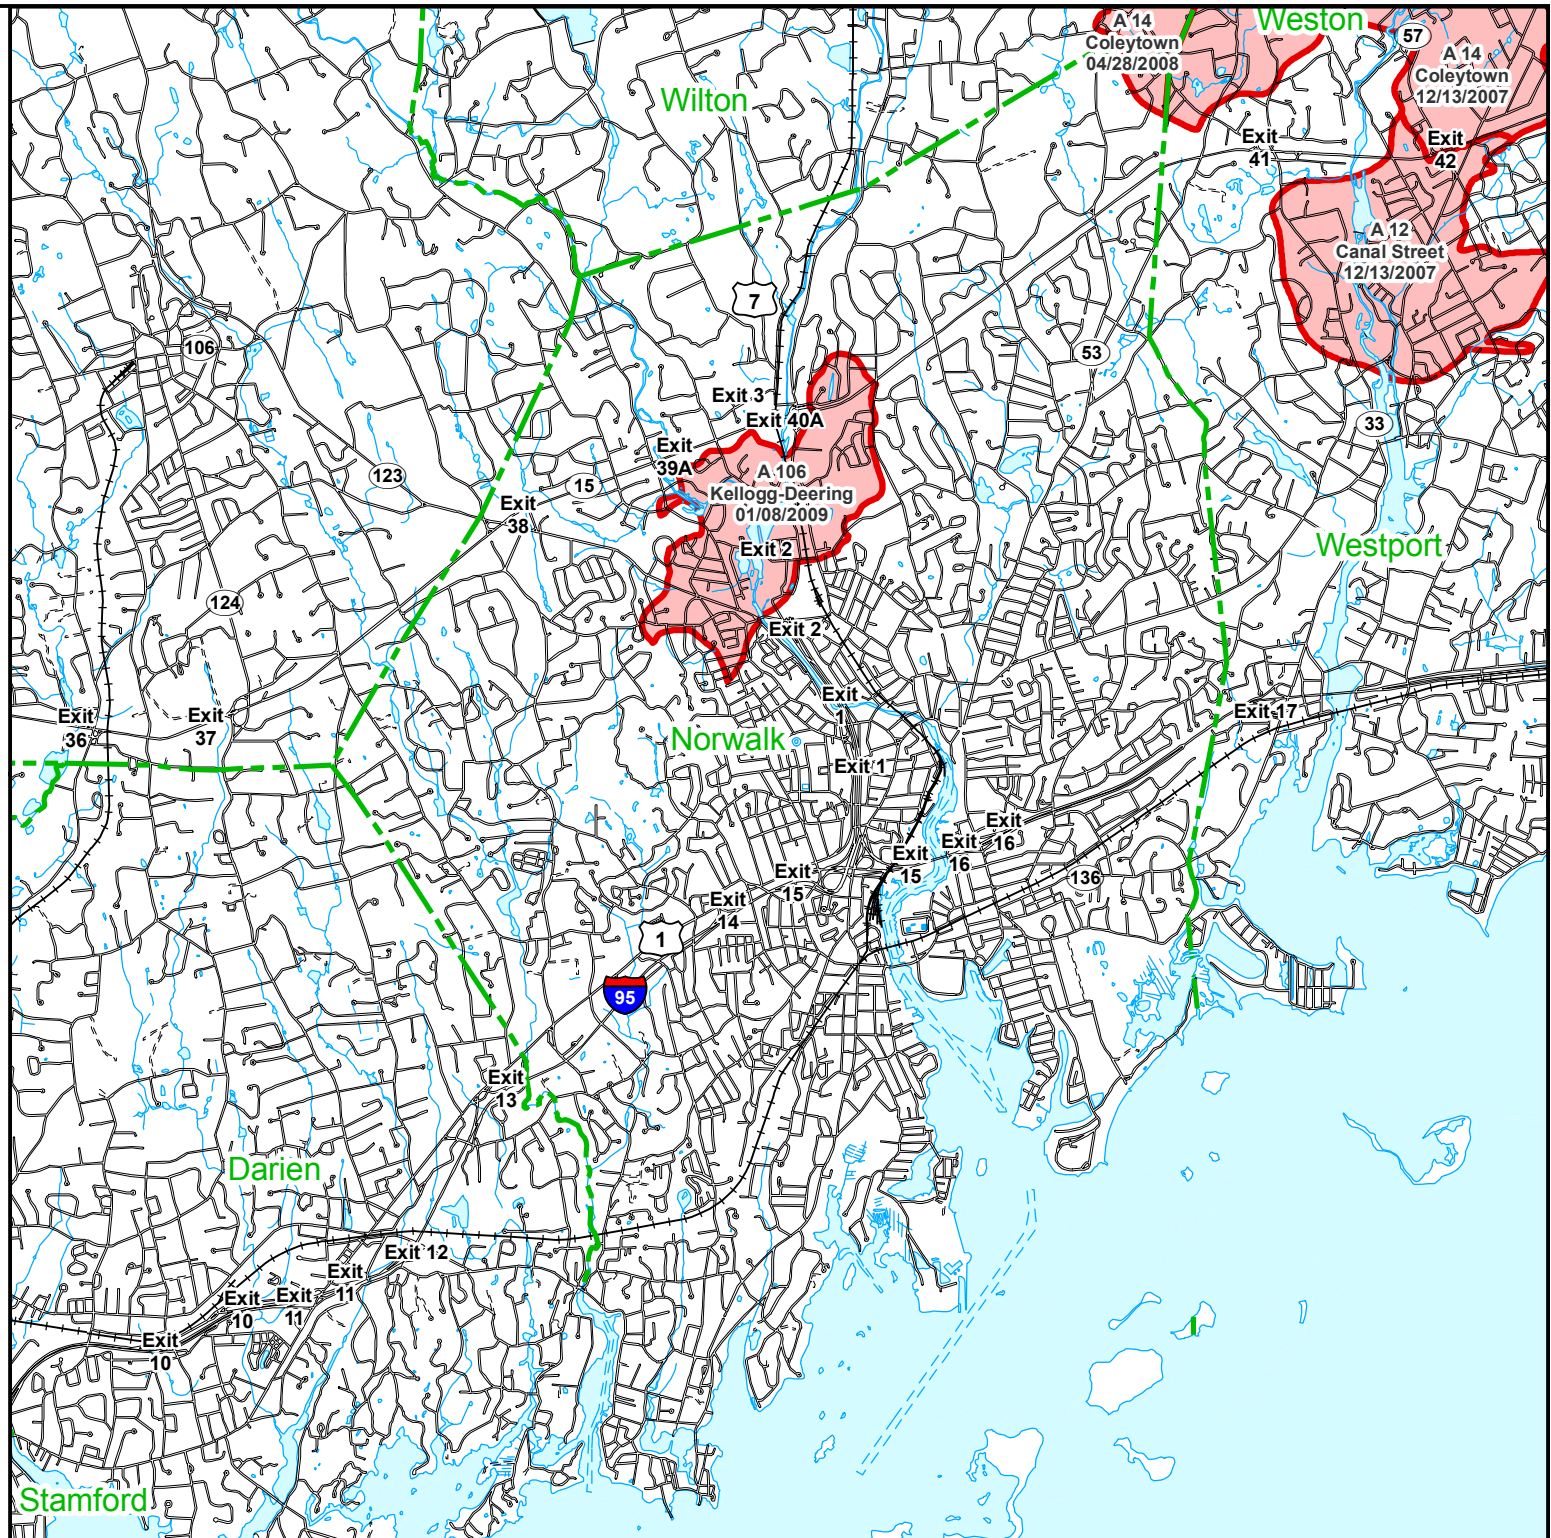 A 14
Coleytown
04/28/2008
Weston
57
A 14
Coleytown
12/13/2007
Wilton
Exit
41
Exit
42
A 12
Canal Street
12/13/2007
7
106
53
Exit 3
Exit 40A
33
Exit
39A
A 106
Kellogg-Deering
01/08/2009
123
15
Exit
38
Exit 2
Westport
124
Exit 2
Exit
1
Exit
36
Exit
37
Exit 17
Norwalk
Exit 1
Exit
16
Exit
16
Exit
15
Exit
15
136
Exit
14
1
95
Exit
13
Darien
Exit 12
Exit
11
Exit
11
Exit
10
Exit
10
Stamford